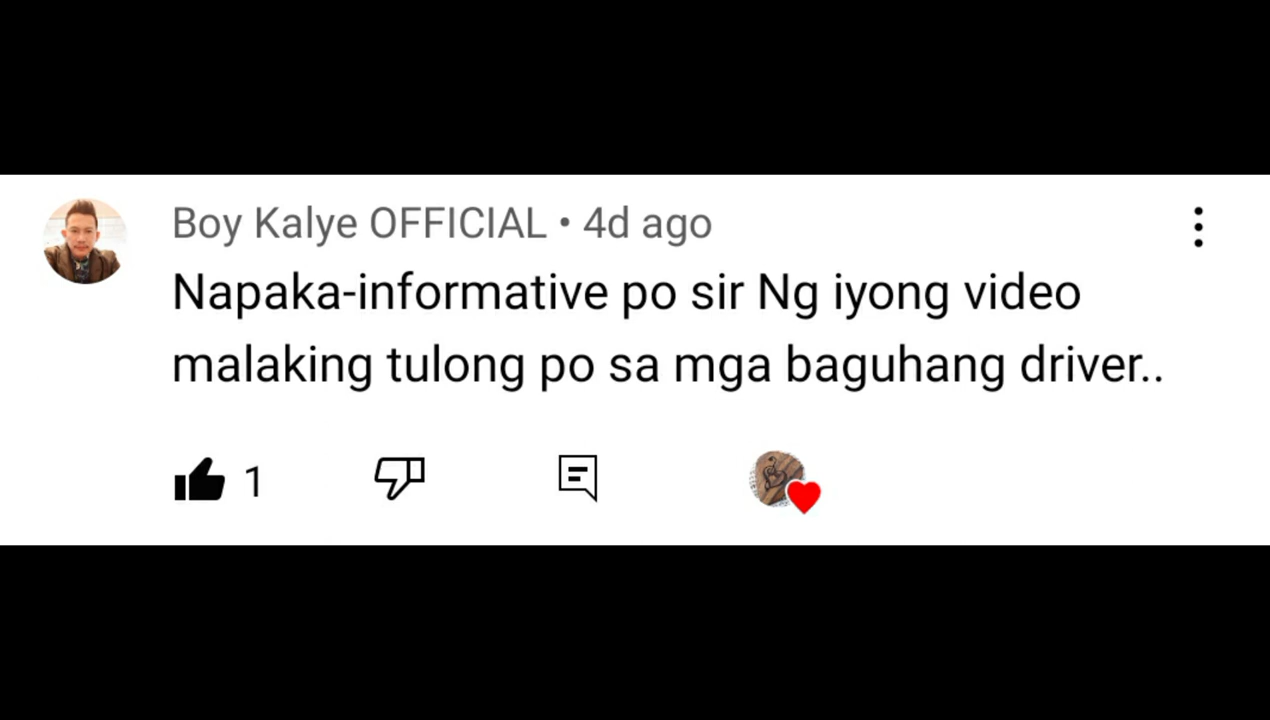 Boy Kalye OFFICIAL • 4d ago
Napaka-informative po sir Ng iyong video
malaking tulong po sa mga baguhang driver..
1